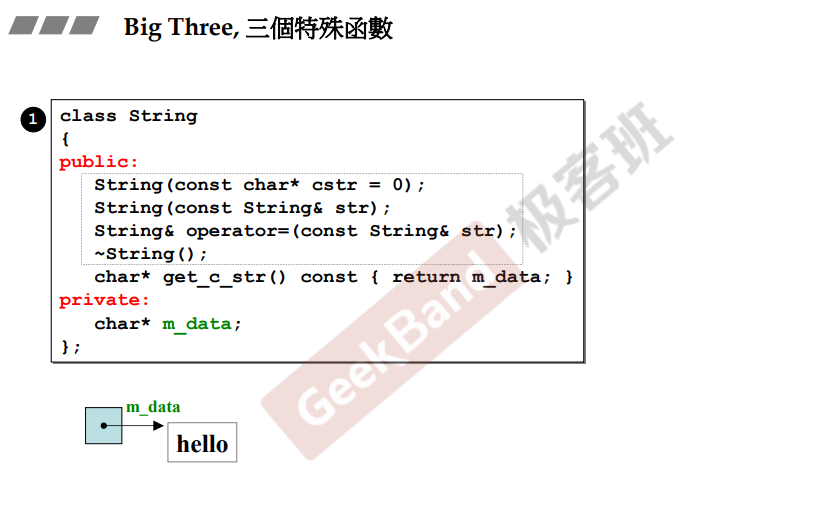 Big Three, 三個特殊函數
1
class String
{
public:
String(const char* cstr = 0);
String(const String& str);
String& operator=(const String& str);
~String();
char* get_c_str() const { return m_data; }
private:
char* m_data;
};
m_data
hello
GeekBand 极客班